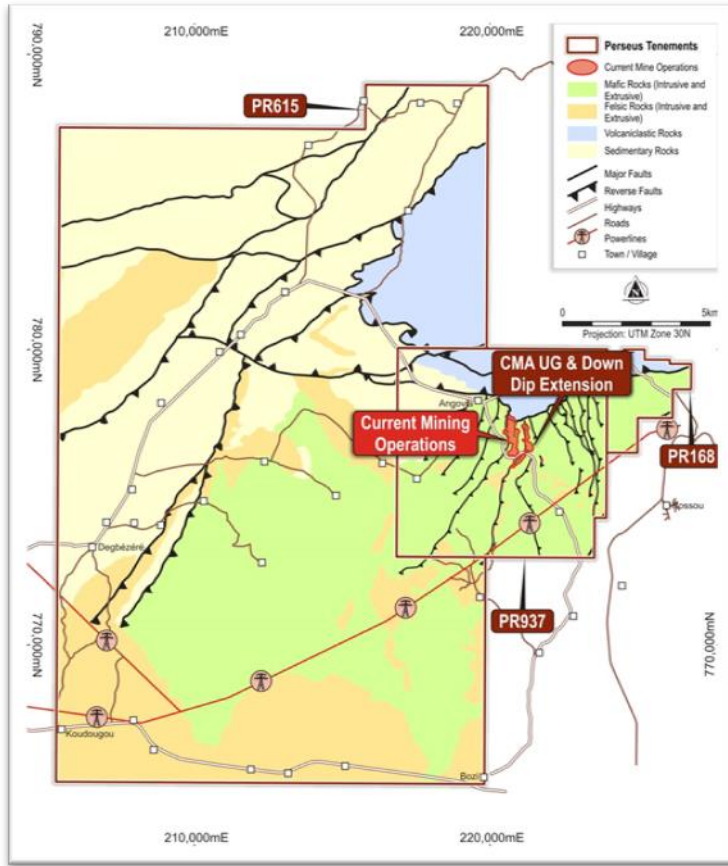 210,000mE
220,000mE
790,000mN
PR615
Perseus Tenements
Current Mine Operations
Mafic Rocks (Intrusive and
Extrusive)
Felsic Rocks (Intrusive and
Extrusive)
Volcaniclastic Rocks
Sedimentary Rocks
Major Faults
Reverse Faults
Highways
Roads
Powerlines
Town / Village
N
0
5km
Projection: UTM Zone 30N
780,000mN
780,000mN
CMA UG & Down
Dip Extension
Current Mining
Operations
PR168
Degbézéré
PR937
770,000mN
770,000mN
Koudougou
Bozi
210,000mE
220,000mE